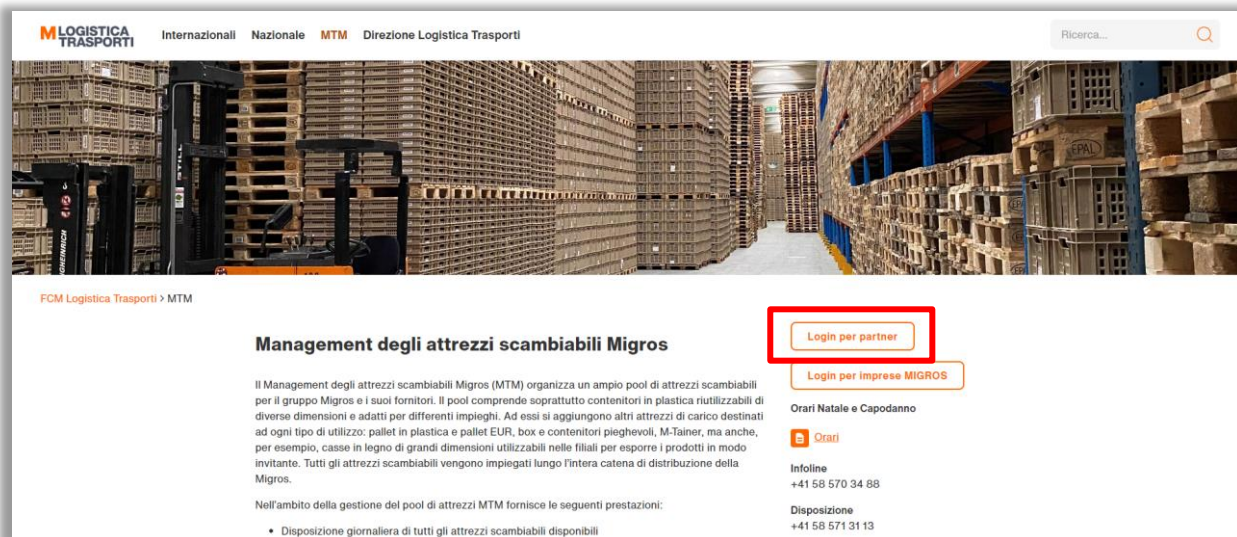 M LOGISTICA
TRASPORTI
Internazionali Nazionale MTM Direzione Logistica Trasporti
Ricerca...
STILL
JUNGHEINRICH
EPAL
FCM Logistica Trasporti > MTM
Management degli attrezzi scambiabili Migros
Il Management degli attrezzi scambiabili Migros (MTM) organizza un ampio pool di attrezzi scambiabili
per il gruppo Migros e i suoi fornitori. Il pool comprende soprattutto contenitori in plastica riutilizzabili di
diverse dimensioni e adatti per differenti impieghi. Ad essi si aggiungono altri attrezzi di carico destinati
ad ogni tipo di utilizzo: pallet in plastica e pallet EUR, box e contenitori pieghevoli, M-Tainer, ma anche,
per esempio, casse in legno di grandi dimensioni utilizzabili nelle filiali per esporre i prodotti in modo
invitante. Tutti gli attrezzi scambiabili vengono impiegati lungo l'intera catena di distribuzione della
Migros.
Nell'ambito della gestione del pool di attrezzi MTM fornisce le seguenti prestazioni:
• Disposizione giornaliera di tutti gli attrezzi scambiabili disponibili
Login per partner
Login per imprese MIGROS
Orari Natale e Capodanno
Orari
Infoline
+41 58 570 34 88
Disposizione
+41 58 571 31 13